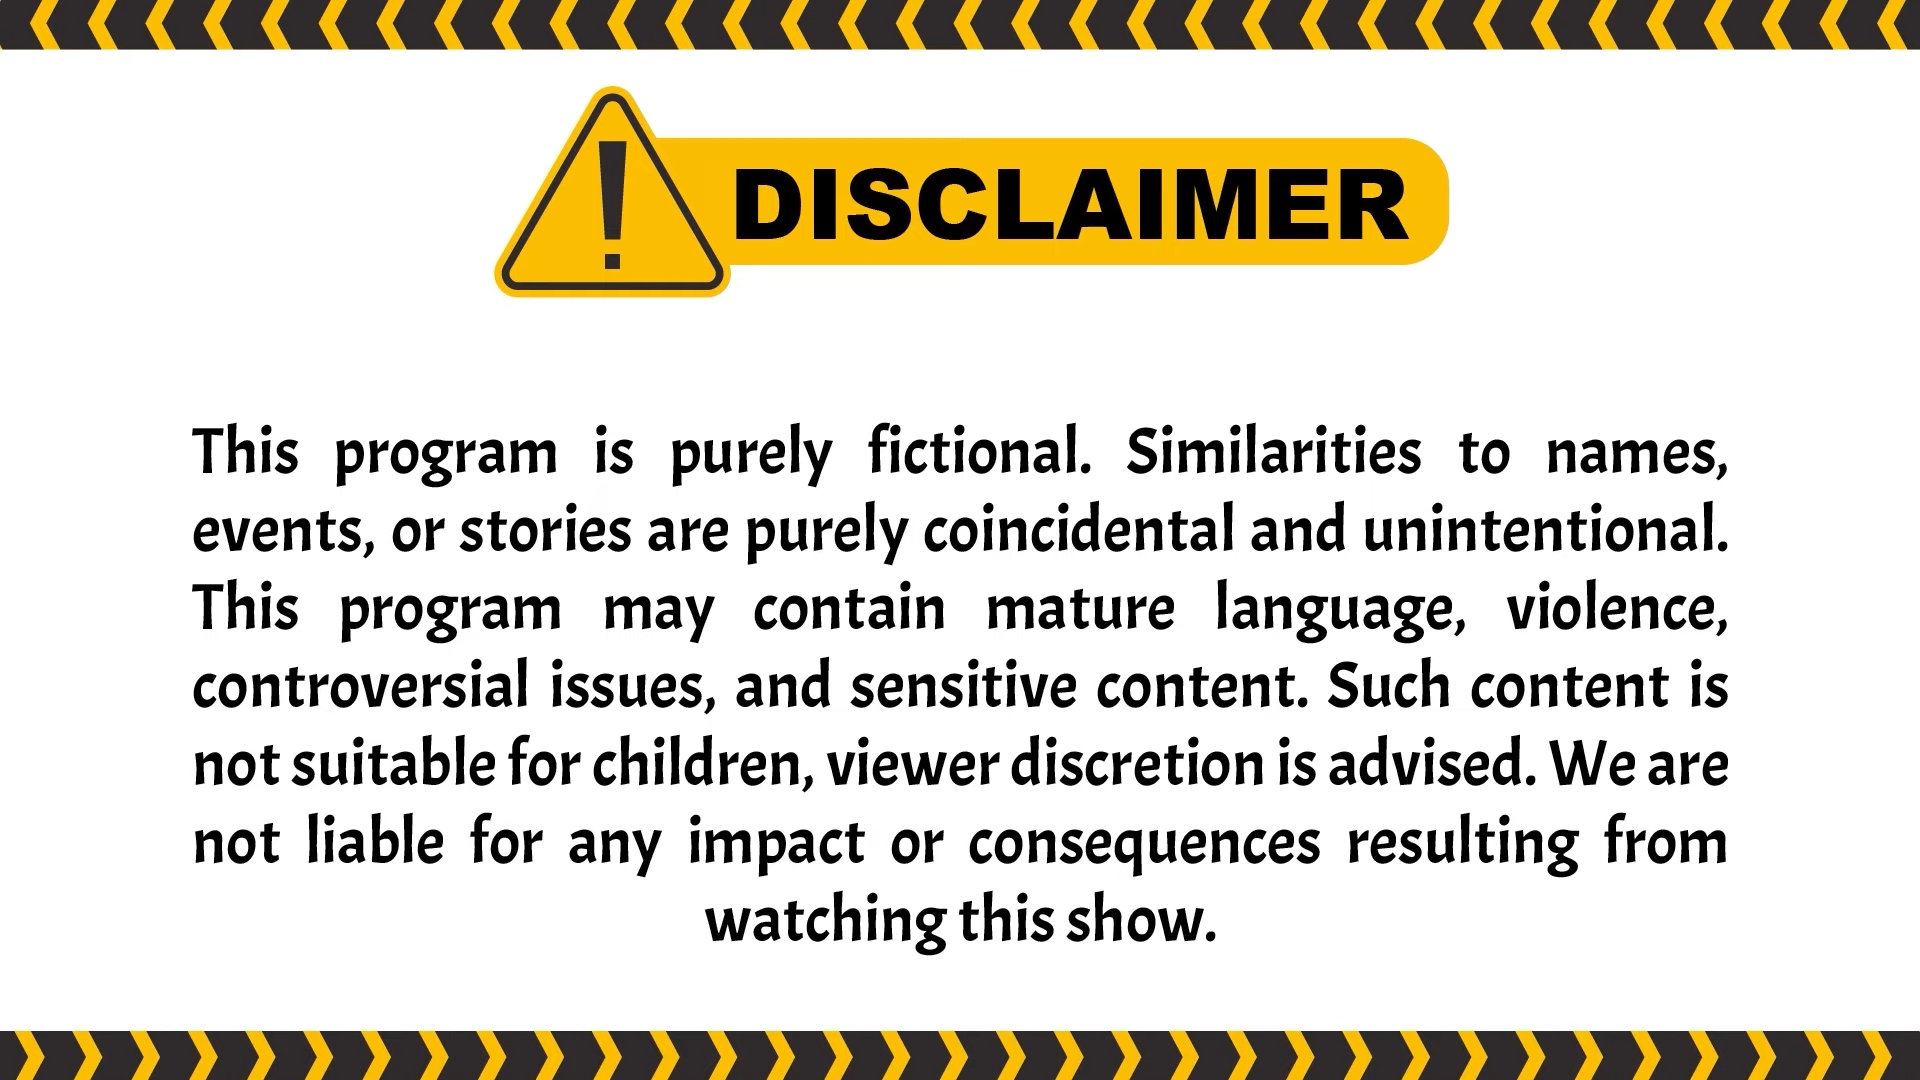 DISCLAIMER
This program is purely fictional. Similarities to names,
events, or stories are purely coincidental and unintentional.
This program may contain mature language, violence,
controversial issues, and sensitive content. Such content is
not suitable for children, viewer discretion is advised. We are
not liable for any impact or consequences resulting from
watching this show.